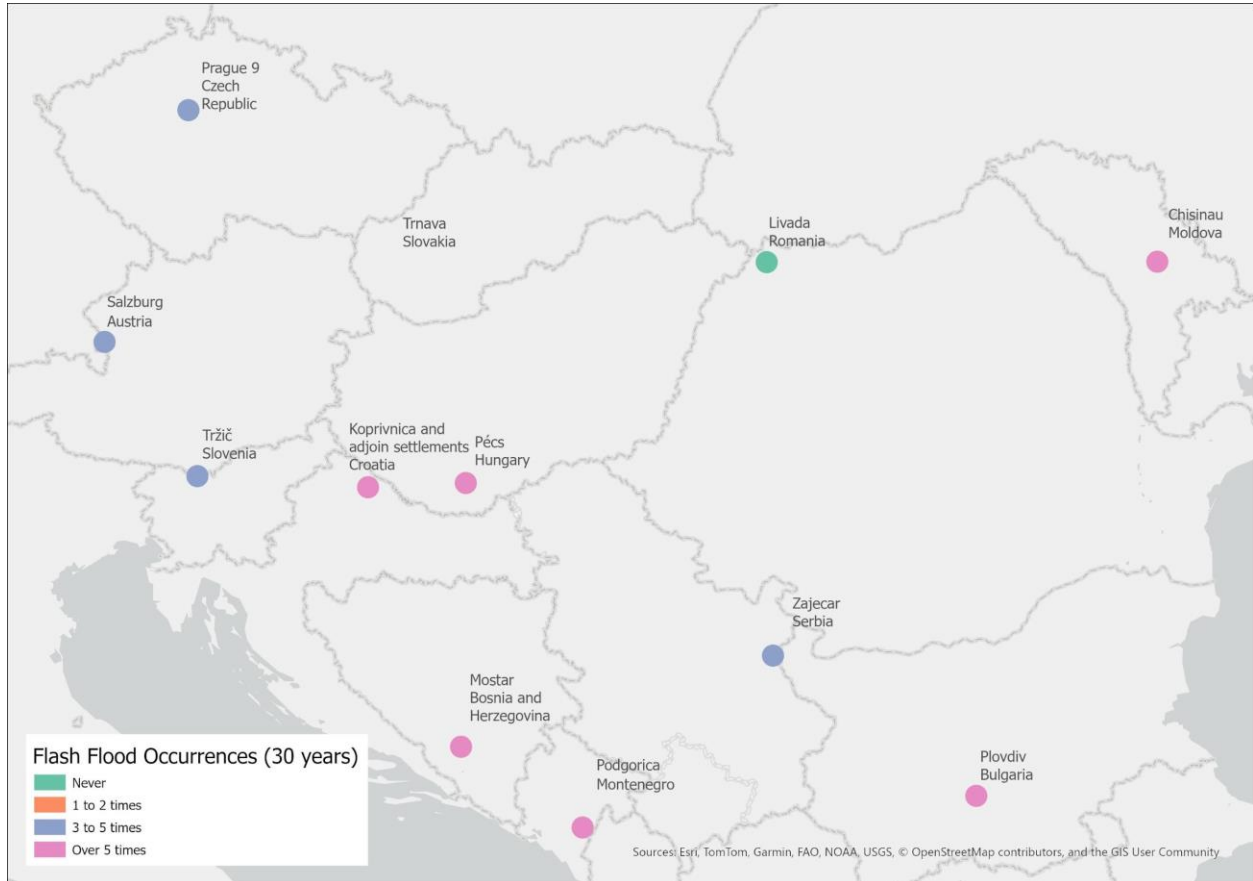 Prague 9
Czech
Republic
Trnava
Slovakia
Livada
Romania
Chisinau
Moldova
Salzburg
Austria
Tržič
Slovenia
Koprivnica and
adjoin settlements
Croatia
Pécs
Hungary
Zajecar
Serbia
Mostar
Bosnia and
Herzegovina
Podgorica
Montenegro
Plovdiv
Bulgaria
Flash Flood Occurrences (30 years)
Never
1 to 2 times
3 to 5 times
Over 5 times
Sources: Esri, TomTom, Garmin, FAO, NOAA, USGS, © OpenStreetMap contributors, and the GIS User Community